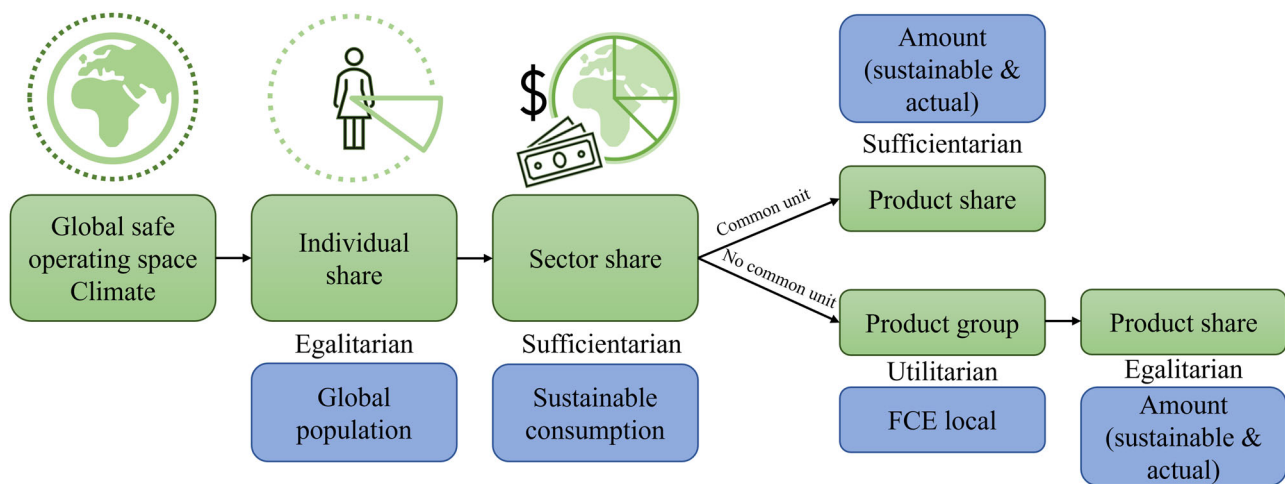 Amount
(sustainable &
actual)
Sufficientarian
Product share
Common unit
No common unit
Global safe
operating space
Climate
Individual
share
Egalitarian
Global
population
$
Sector share
Sufficientarian
Sustainable
consumption
Product group
Utilitarian
FCE local
Product share
Egalitarian
Amount
(sustainable &
actual)